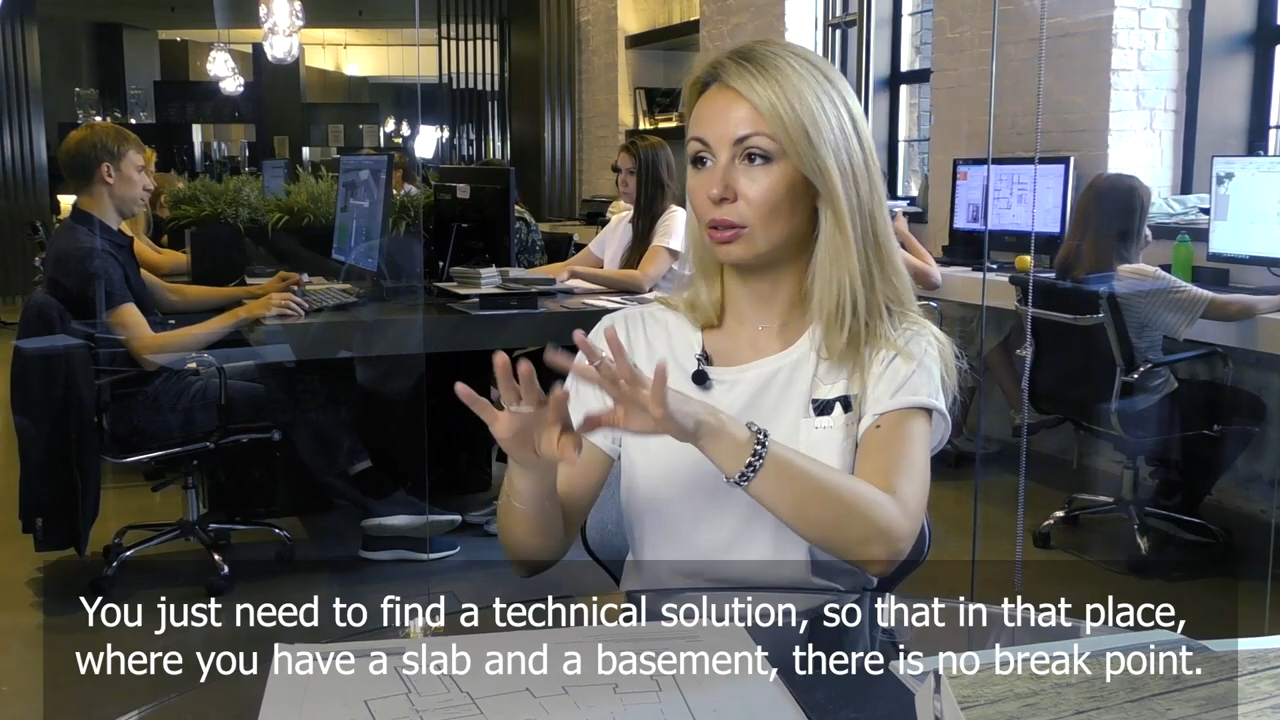 You just need to find a technical solution, so that in that place,
where you have a slab and a basement, there is no break point.